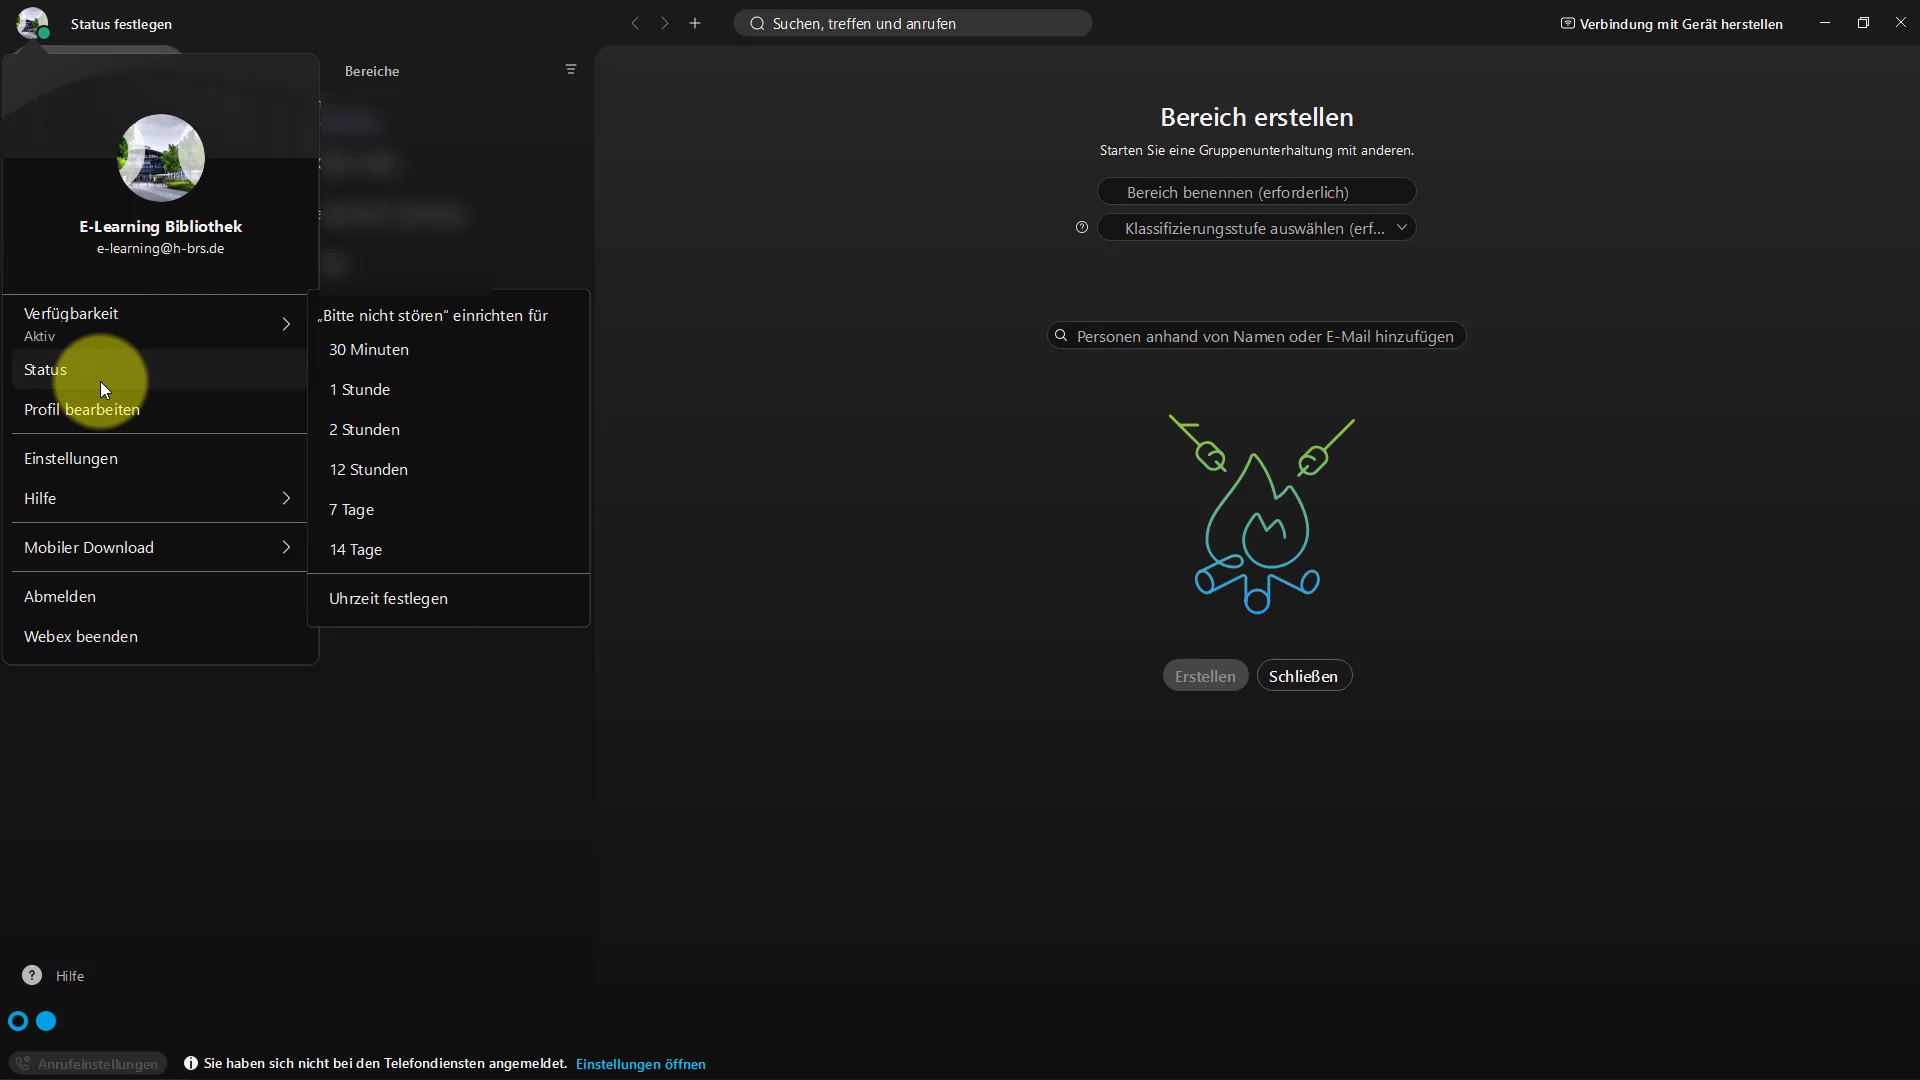 Status festlegen
Suchen, treffen und anrufen
Verbindung mit Gerät herstellen
E-Learning Bibliothek
e-learning@h-brs.de
Verfügbarkeit
Aktiv
Status
Profil bearbeiten
Einstellungen
Hilfe
Mobiler Download
Abmelden
Webex beenden
Bereiche
„Bitte nicht stören“ einrichten für
30 Minuten
1 Stunde
2 Stunden
12 Stunden
7 Tage
14 Tage
Uhrzeit festlegen
Bereich erstellen
Starten Sie eine Gruppenunterhaltung mit anderen.
Bereich benennen (erforderlich)
Klassifizierungsstufe auswählen (erf...
Personen anhand von Namen oder E-Mail hinzufügen
Erstellen Schließen
Hilfe
Anrufeinstellungen Sie haben sich nicht bei den Telefondiensten angemeldet. Einstellungen öffnen